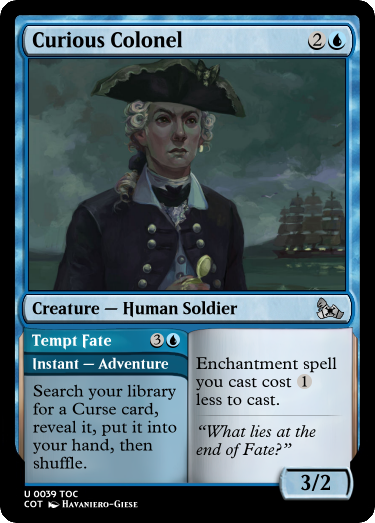 Curious Colonel 2
Creature — Human Soldier
Tempt Fate 3
Instant — Adventure
Search your library
for a Curse card,
reveal it, put it into
your hand, then
shuffle.
Enchantment spell
you cast cost 1
less to cast.
“What lies at the
end of Fate?”
3/2
U 0039 TOC
COT Havaniero-Giese